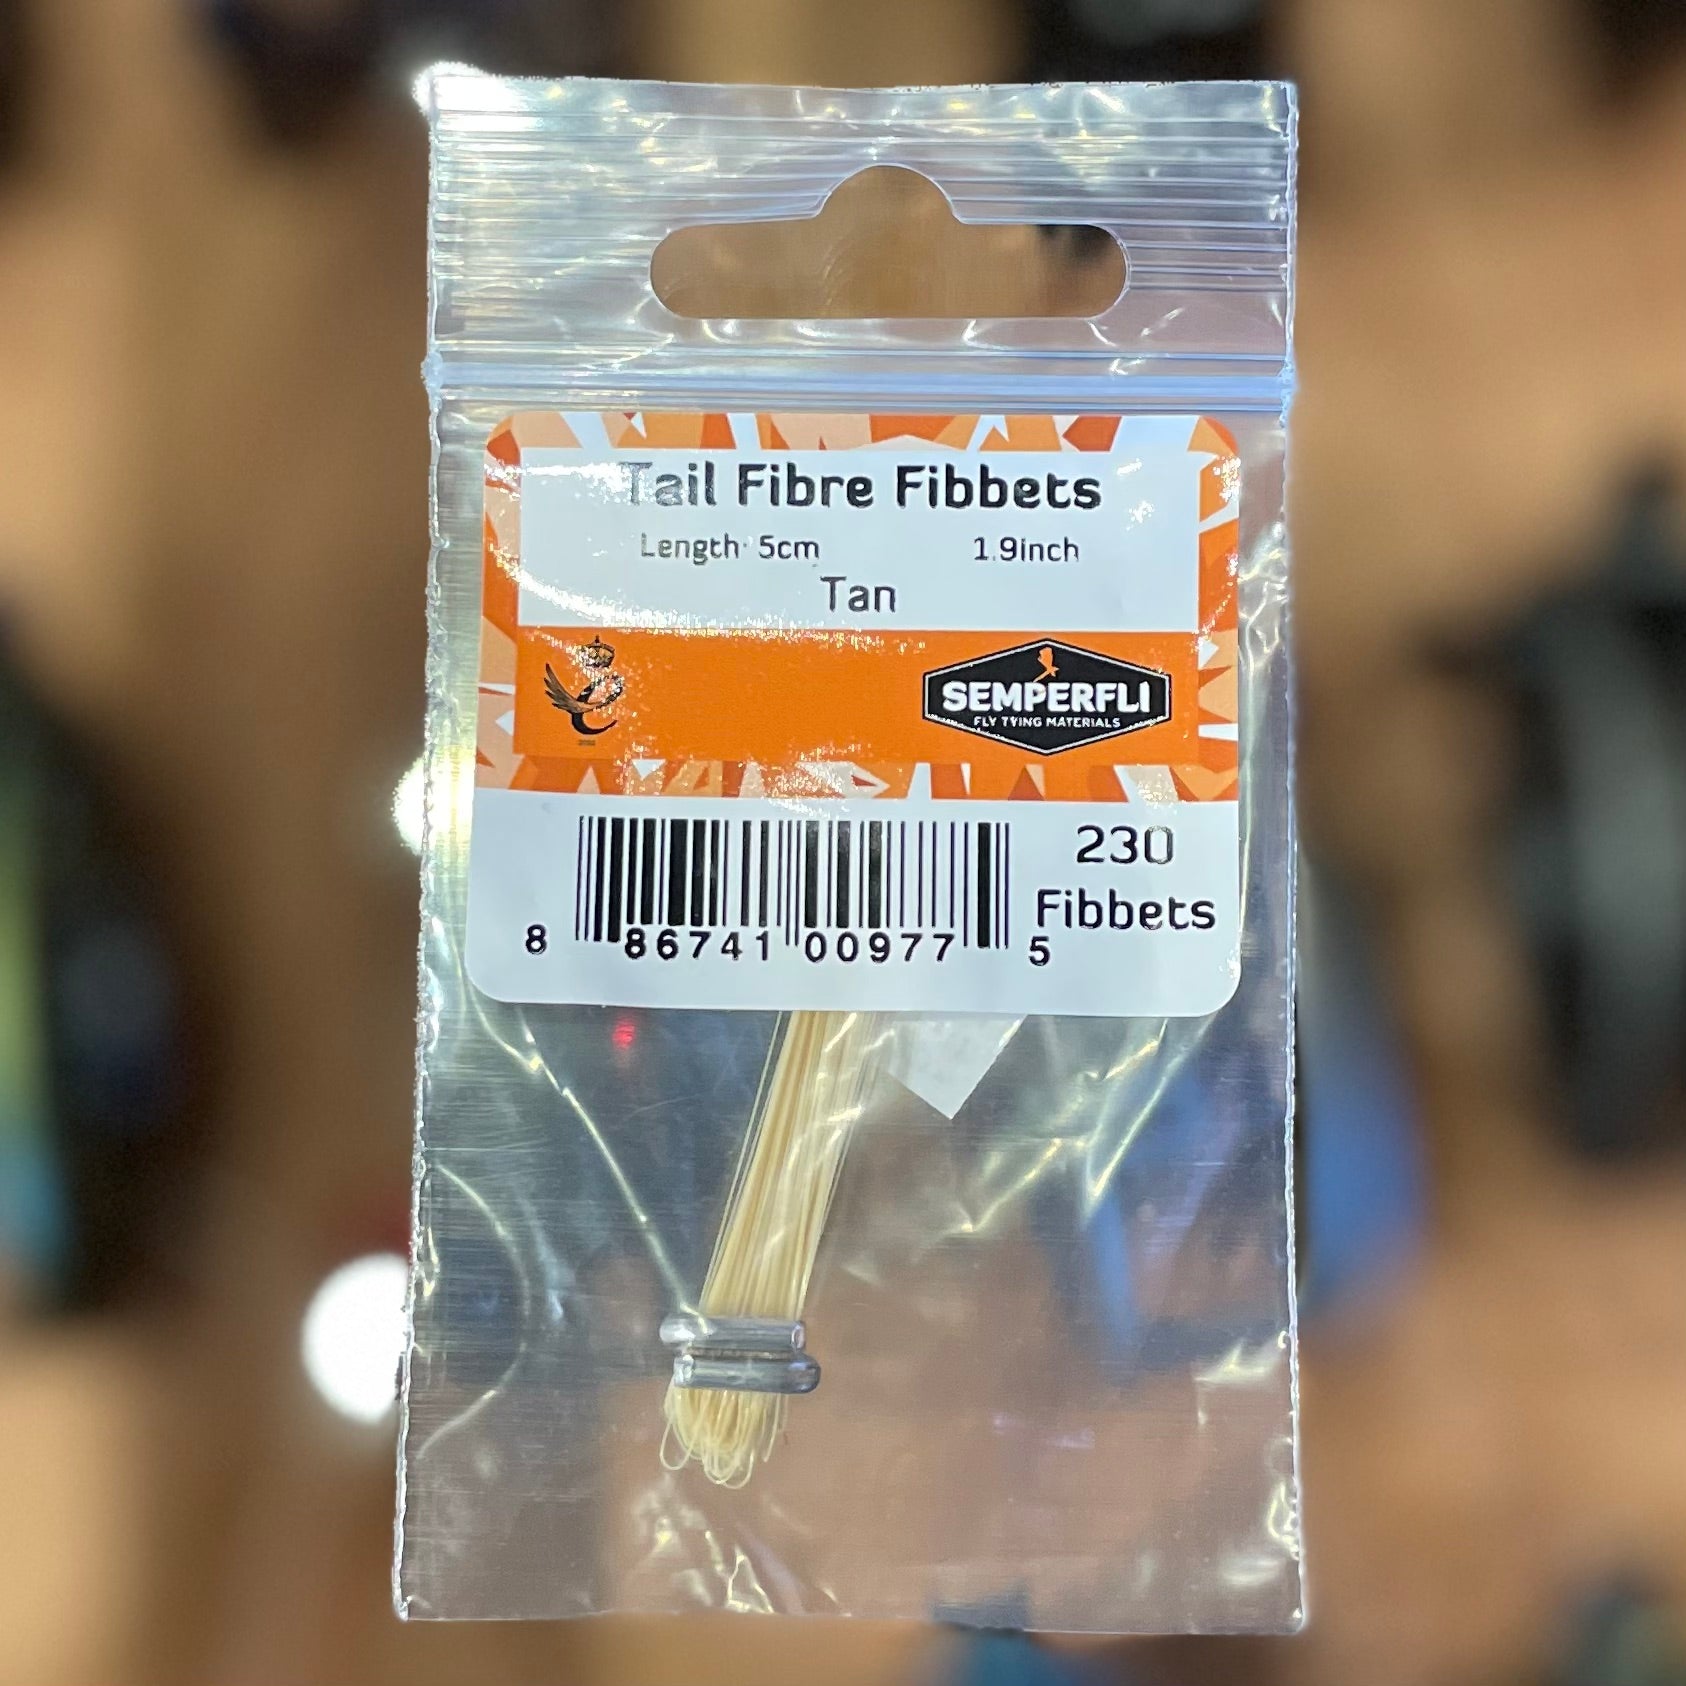 Tail Fibre Fibbets
Length: 5cm 1.9inch
Tan
SEMPERFLI
FLY TYING MATERIALS
230
Fibbets
8 86741 00977 5